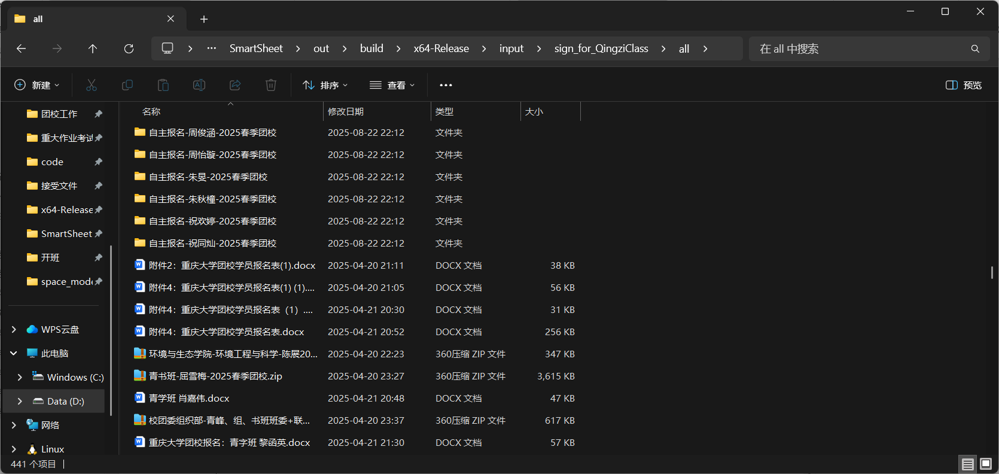 all
SmartSheet > out > build > x64-Release > input > sign_for_QingziClass > all >
在 all 中搜索
新建
排序
查看
预览
团校工作
重大作业考试
code
接受文件
x64-Release
SmartSheet
开班
space_mode
WPS云盘
此电脑
Windows (C:)
Data (D:)
网络
Linux
名称 修改日期 类型 大小
自主报名-周俊涵-2025春季团校 2025-08-22 22:12 文件夹
自主报名-周怡璇-2025春季团校 2025-08-22 22:12 文件夹
自主报名-朱旻-2025春季团校 2025-08-22 22:12 文件夹
自主报名-朱秋橦-2025春季团校 2025-08-22 22:12 文件夹
自主报名-祝欢婷-2025春季团校 2025-08-22 22:12 文件夹
自主报名-祝同灿-2025春季团校 2025-08-22 22:12 文件夹
附件2：重庆大学团校学员报名表(1).docx 2025-04-20 21:11 DOCX 文档 38 KB
附件4：重庆大学团校学员报名表(1) (1).... 2025-04-20 21:05 DOCX 文档 56 KB
附件4：重庆大学团校学员报名表（1）.... 2025-04-21 20:30 DOCX 文档 31 KB
附件4：重庆大学团校学员报名表.docx 2025-04-21 20:52 DOCX 文档 256 KB
环境与生态学院-环境工程与科学-陈展20... 2025-04-20 22:23 360压缩 ZIP 文件 347 KB
青书班-屈雪梅-2025春季团校.zip 2025-04-20 23:27 360压缩 ZIP 文件 3,615 KB
青学班 肖嘉伟.docx 2025-04-21 20:48 DOCX 文档 47 KB
校团委组织部-青峰、组、书班班委+联... 2025-04-20 23:37 360压缩 ZIP 文件 617 KB
重庆大学团校报名：青字班 黎函英.docx 2025-04-21 21:30 DOCX 文档 57 KB
441 个项目